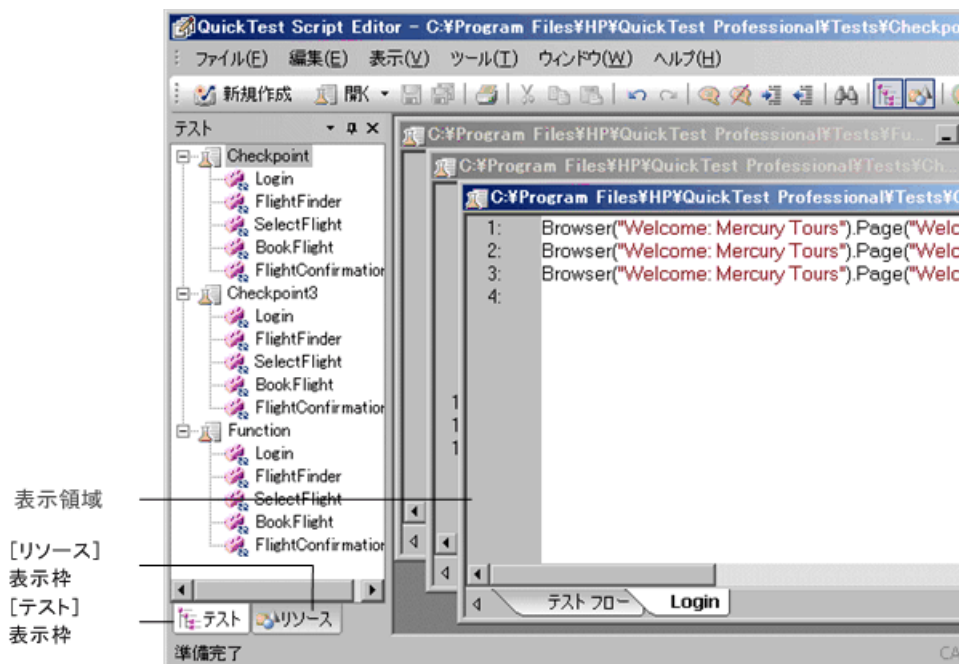 QuickTest Script Editor - C:¥Program Files¥HP¥QuickTest Professional¥Tests¥Checkpo
ファイル(F) 編集(E) 表示(V) ツール(T) ウィンドウ(W) ヘルプ(H)
新規作成 開く
テスト
Checkpoint
Login
FlightFinder
SelectFlight
BookFlight
FlightConfirmation
Checkpoint3
Login
FlightFinder
SelectFlight
BookFlight
FlightConfirmation
Function
Login
FlightFinder
SelectFlight
BookFlight
FlightConfirmation
C:¥Program Files¥HP¥QuickTest Professional¥Tests¥Fu...
C:¥Program Files¥HP¥QuickTest Professional¥Tests¥Ch...
C:¥Program Files¥HP¥QuickTest Professional¥Tests¥C
1: Browser("Welcome: Mercury Tours").Page("Welc
2: Browser("Welcome: Mercury Tours").Page("Welc
3: Browser("Welcome: Mercury Tours").Page("Welc
4:
1
1
1
テスト フロー Login
テスト リソース
準備完了
CA
表示領域
[リソース]
表示枠
[テスト]
表示枠